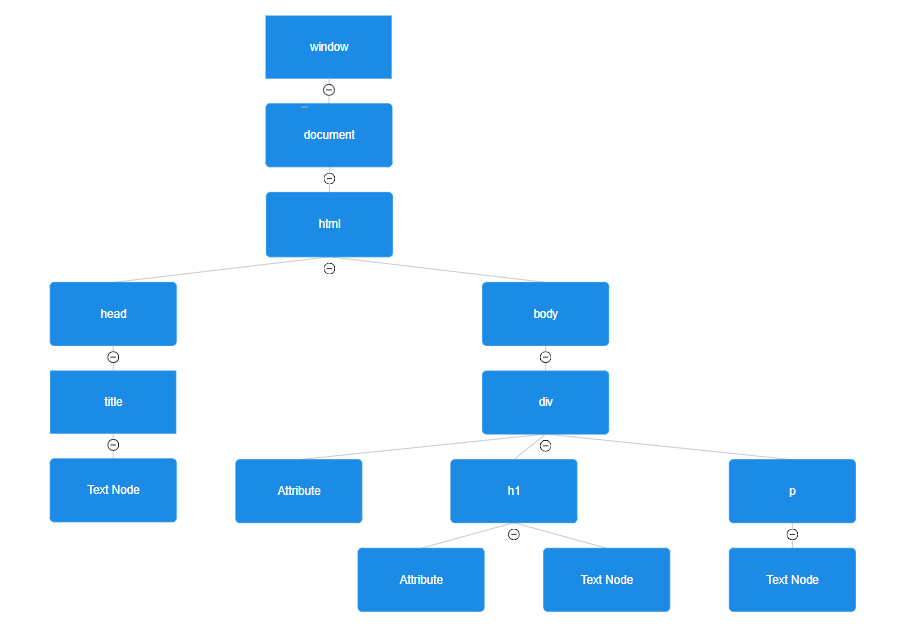 window
document
html
head
body
title
div
Text Node
Attribute
h1
p
Attribute
Text Node
Text Node